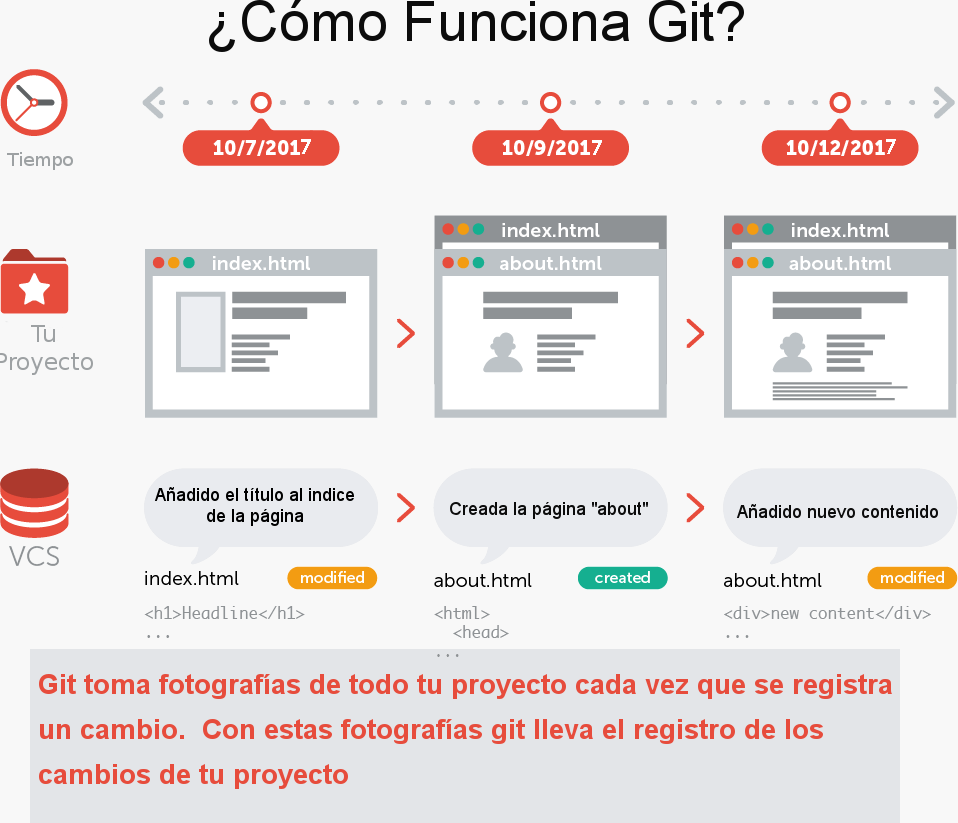 ¿Cómo Funciona Git?
Tiempo
10/7/2017
10/9/2017
10/12/2017
Tu
Proyecto
index.html
index.html
about.html
index.html
about.html
VCS
Añadido el título al indice
de la página
Creada la página "about"
Añadido nuevo contenido
index.html modified
about.html created
about.html modified
<h1>Headline</h1>
...
<html>
<head>
...
<div>new content</div>
...
Git toma fotografías de todo tu proyecto cada vez que se registra
un cambio. Con estas fotografías git lleva el registro de los
cambios de tu proyecto